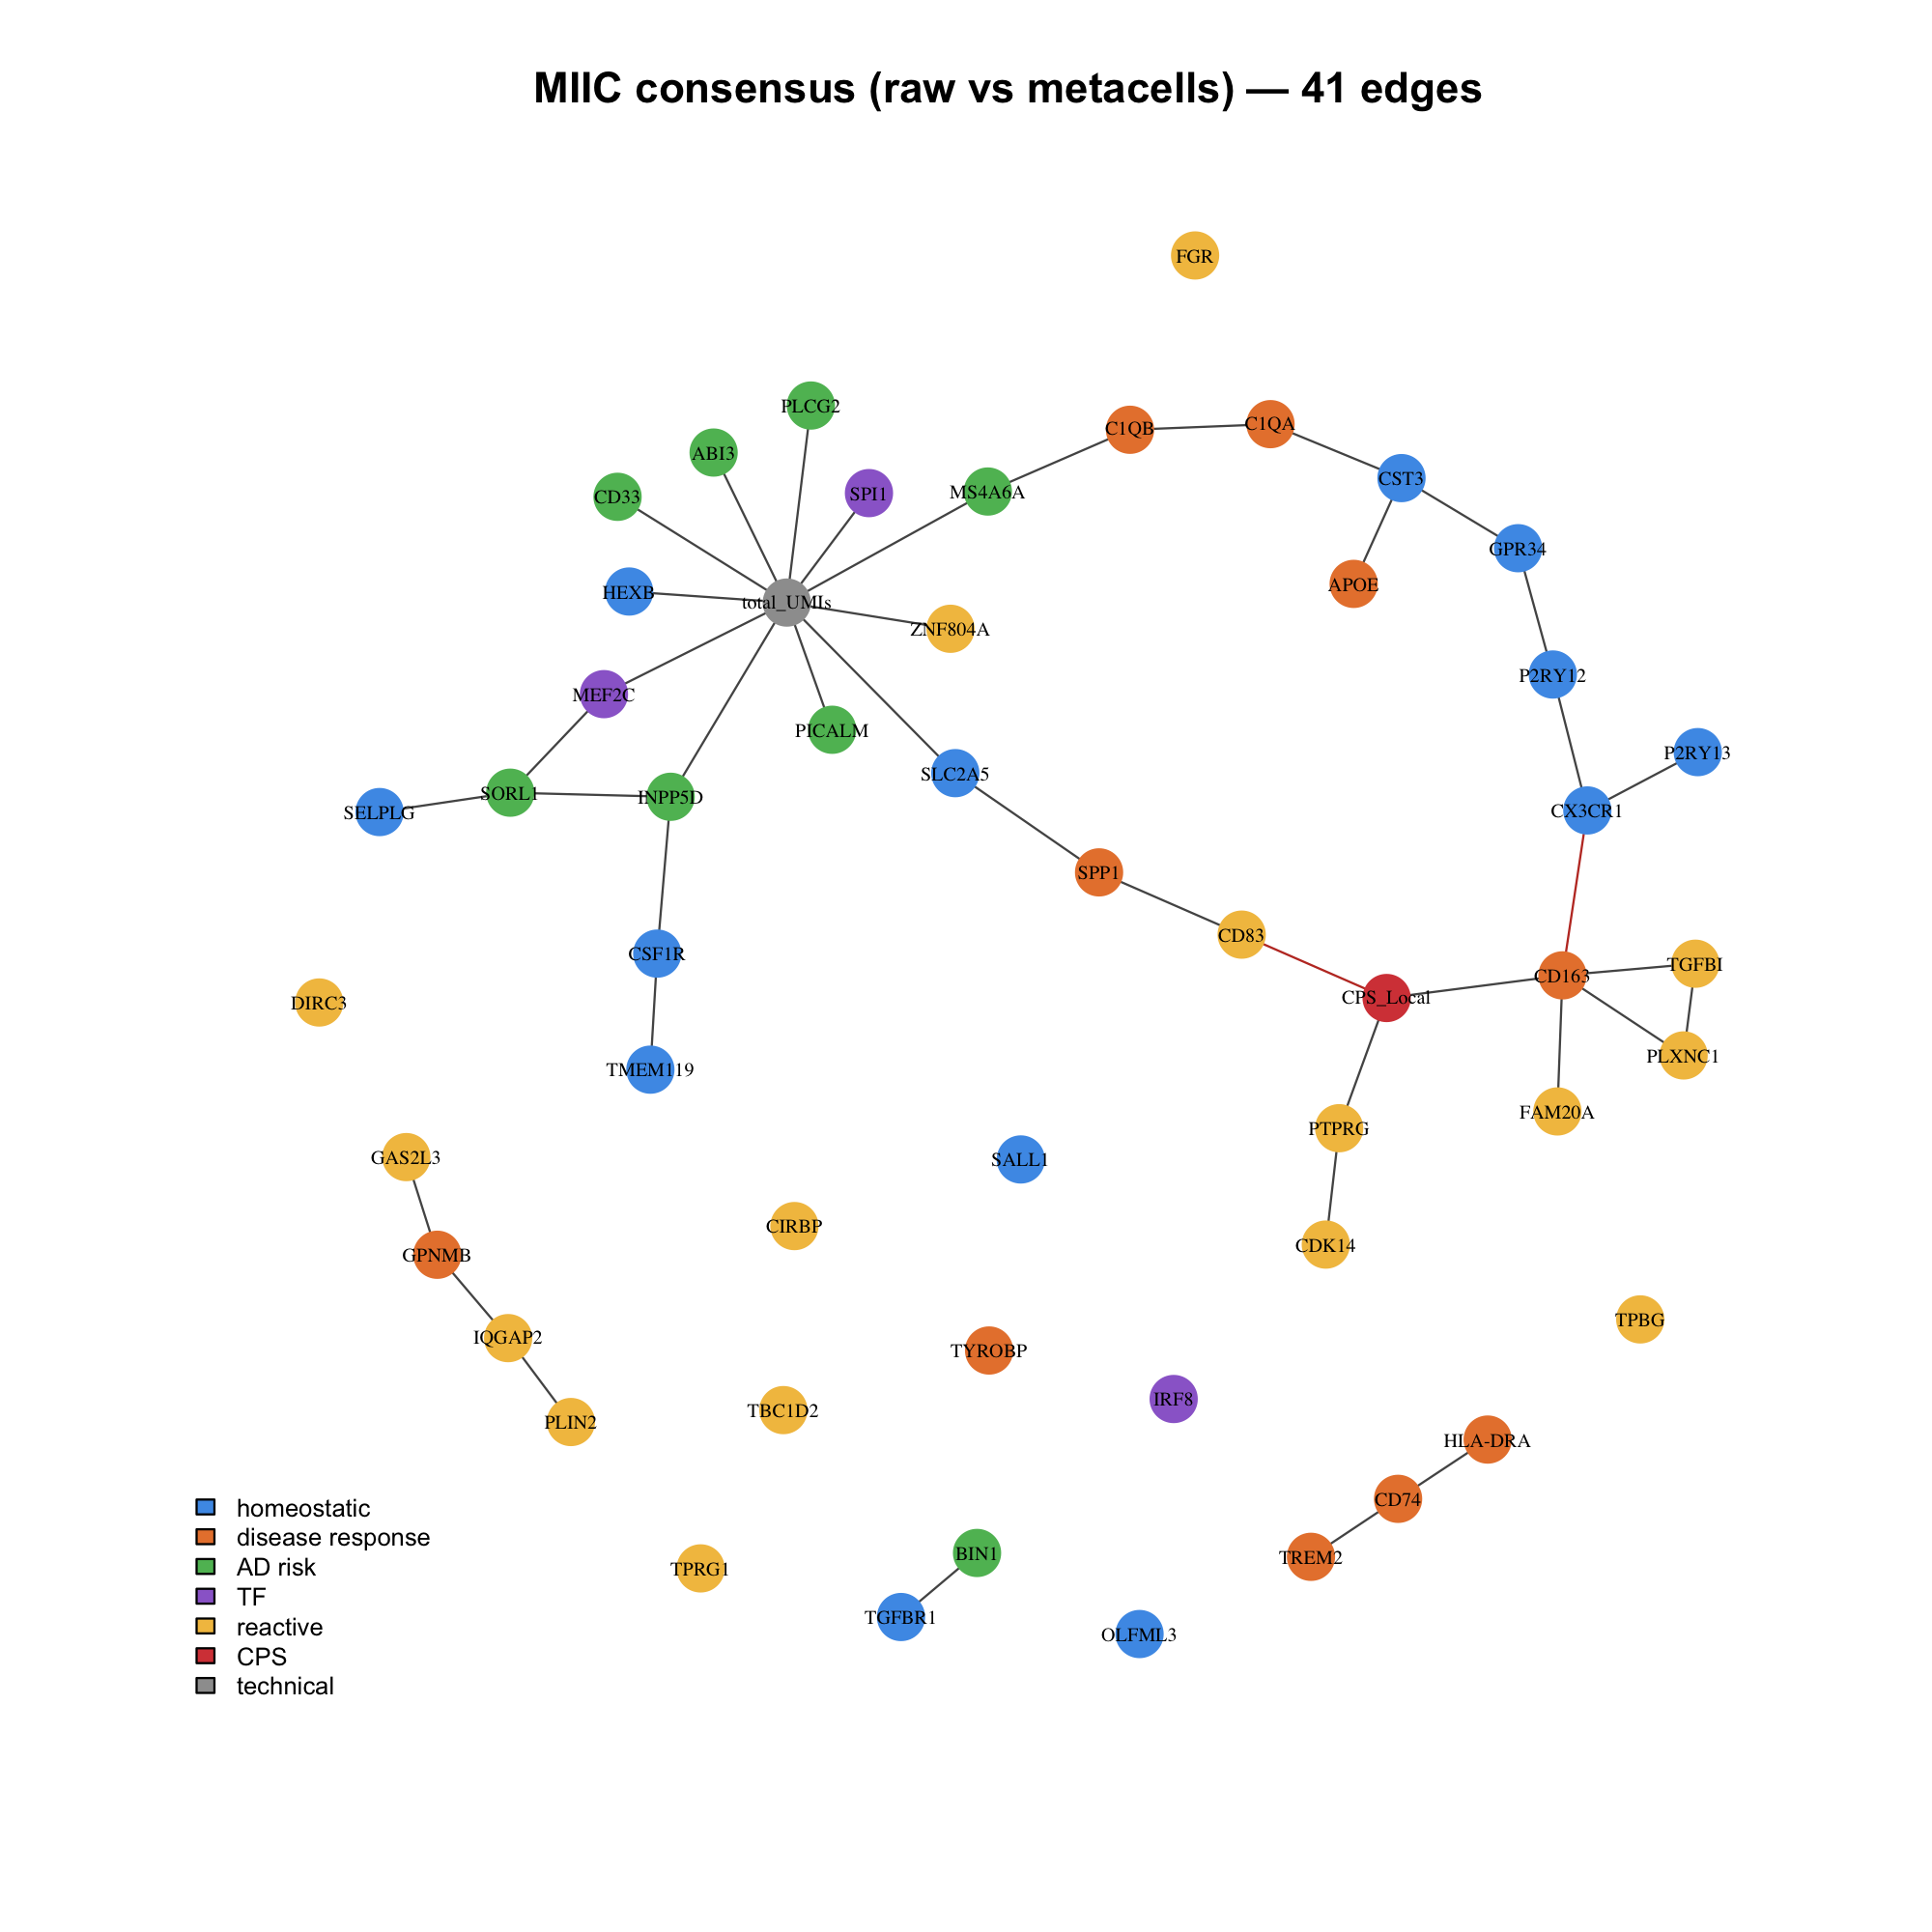 MIIC consensus (raw vs metacells) — 41 edges
FGR
PLCG2
C1QA
C1QB
ABI3
CST3
MS4A6A
SPI1
CD33
GPR34
APOE
HEXB
total_UMIs
ZNF804A
P2RY12
MEF2C
PICALM
P2RY13
SLC2A5
SORL1
INPP5D
CX3CR1
SELPLG
SPP1
CD83
CSF1R
TGFBI
CD163
CPS_Local
DIRC3
PLXNC1
TMEM119
FAM20A
PTPRG
GAS2L3
SALL1
CIRBP
CDK14
GPNMB
TPBG
IQGAP2
TYROBP
IRF8
TBC1D2
PLIN2
HLA-DRA
CD74
BIN1
TREM2
TPRG1
TGFBR1
OLFML3
homeostatic
disease response
AD risk
TF
reactive
CPS
technical